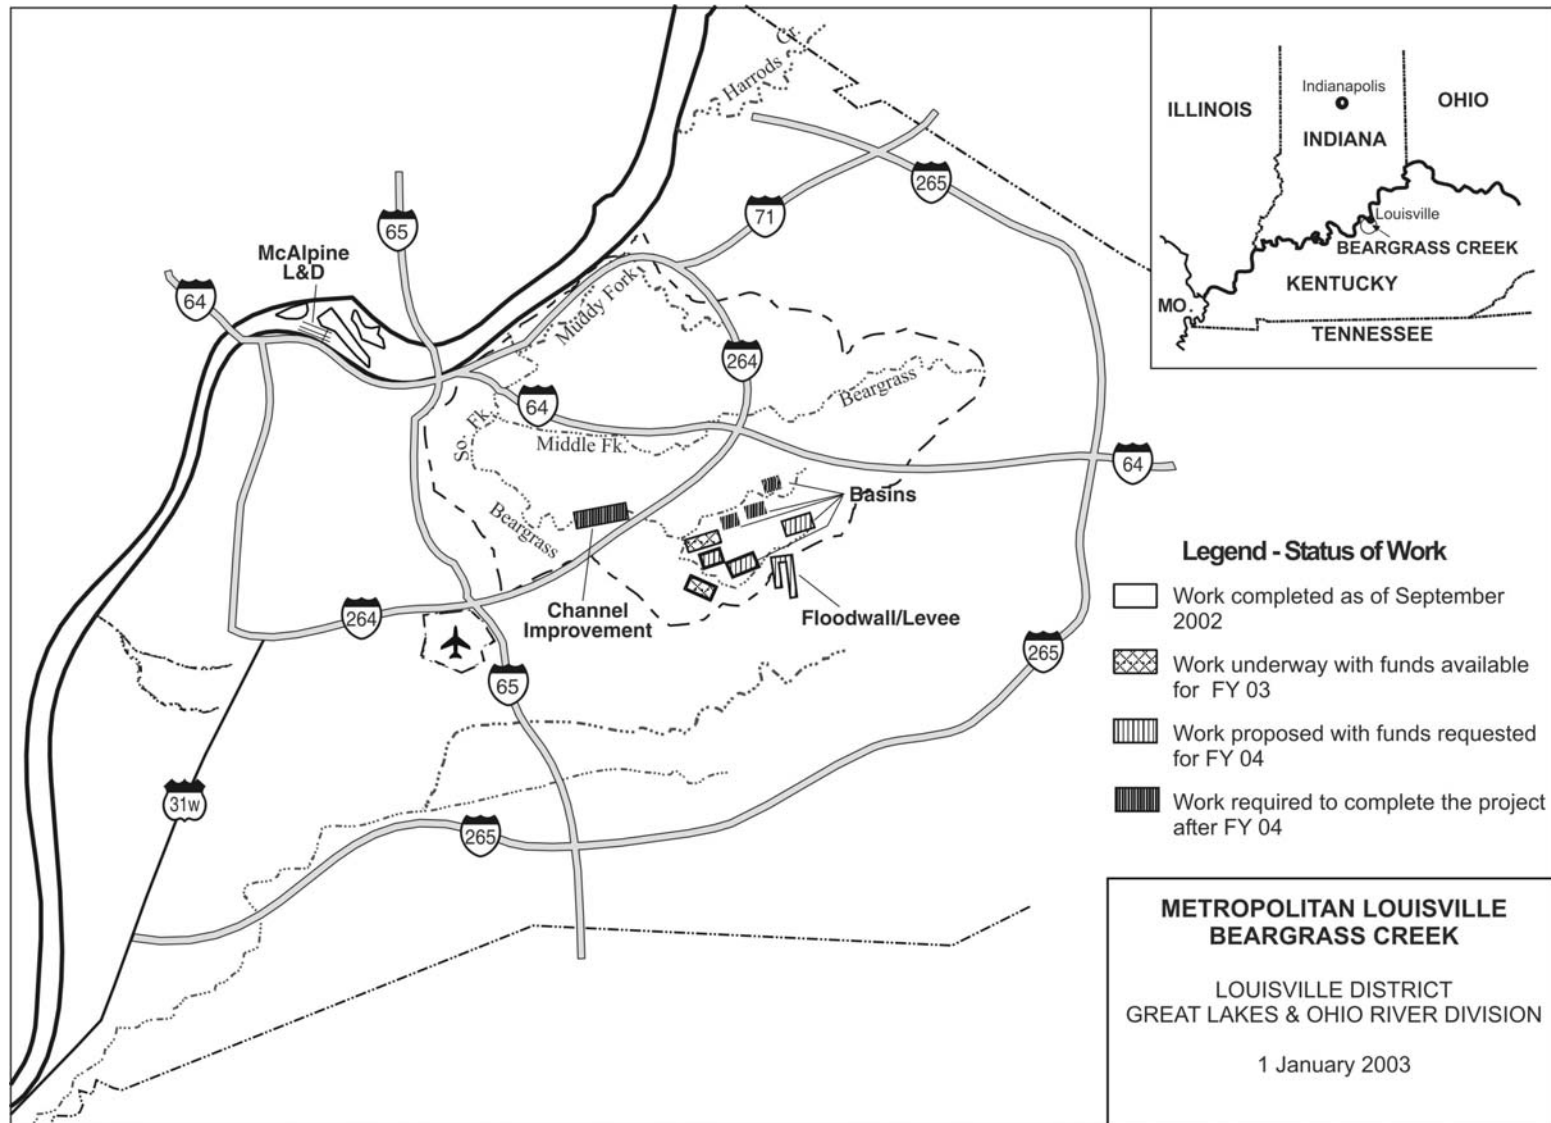 Harrods Cr.
265
71
65
McAlpine
L&D
64
Muddy Fork
264
64
Beargrass
So. Fk.
Middle Fk.
64
Beargrass
Basins
Channel
Improvement
Floodwall/Levee
264
65
265
31w
265
ILLINOIS
Indianapolis
INDIANA
OHIO
Louisville
BEARGRASS CREEK
KENTUCKY
MO.
TENNESSEE
Legend - Status of Work
Work completed as of September
2002
Work underway with funds available
for FY 03
Work proposed with funds requested
for FY 04
Work required to complete the project
after FY 04
METROPOLITAN LOUISVILLE
BEARGRASS CREEK
LOUISVILLE DISTRICT
GREAT LAKES & OHIO RIVER DIVISION
1 January 2003